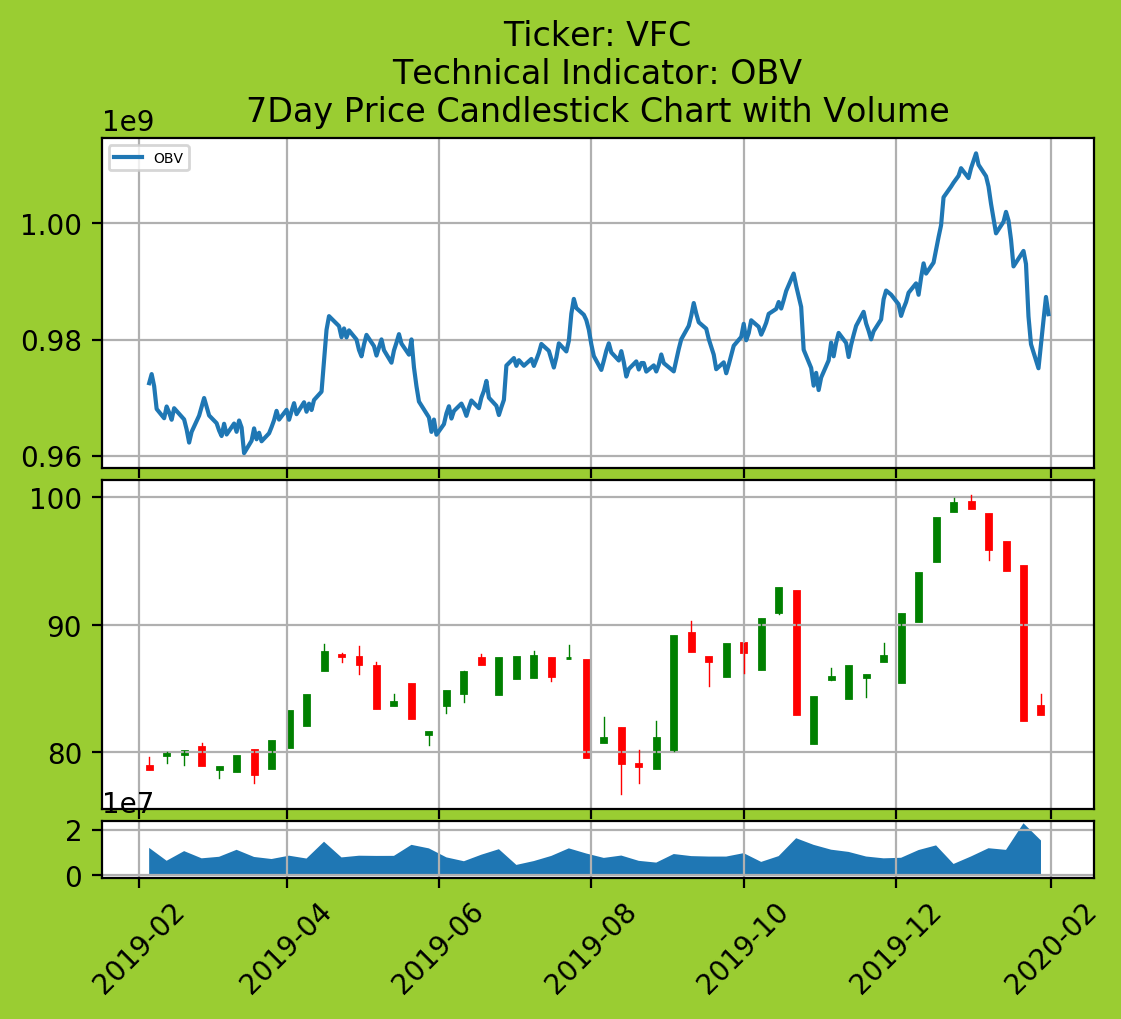 Ticker: VFC
Technical Indicator: OBV
7Day Price Candlestick Chart with Volume
1e9
OBV
1.00
0.98
0.96
100
90
80
1e7
2
0
2019-02
2019-04
2019-06
2019-08
2019-10
2019-12
2020-02